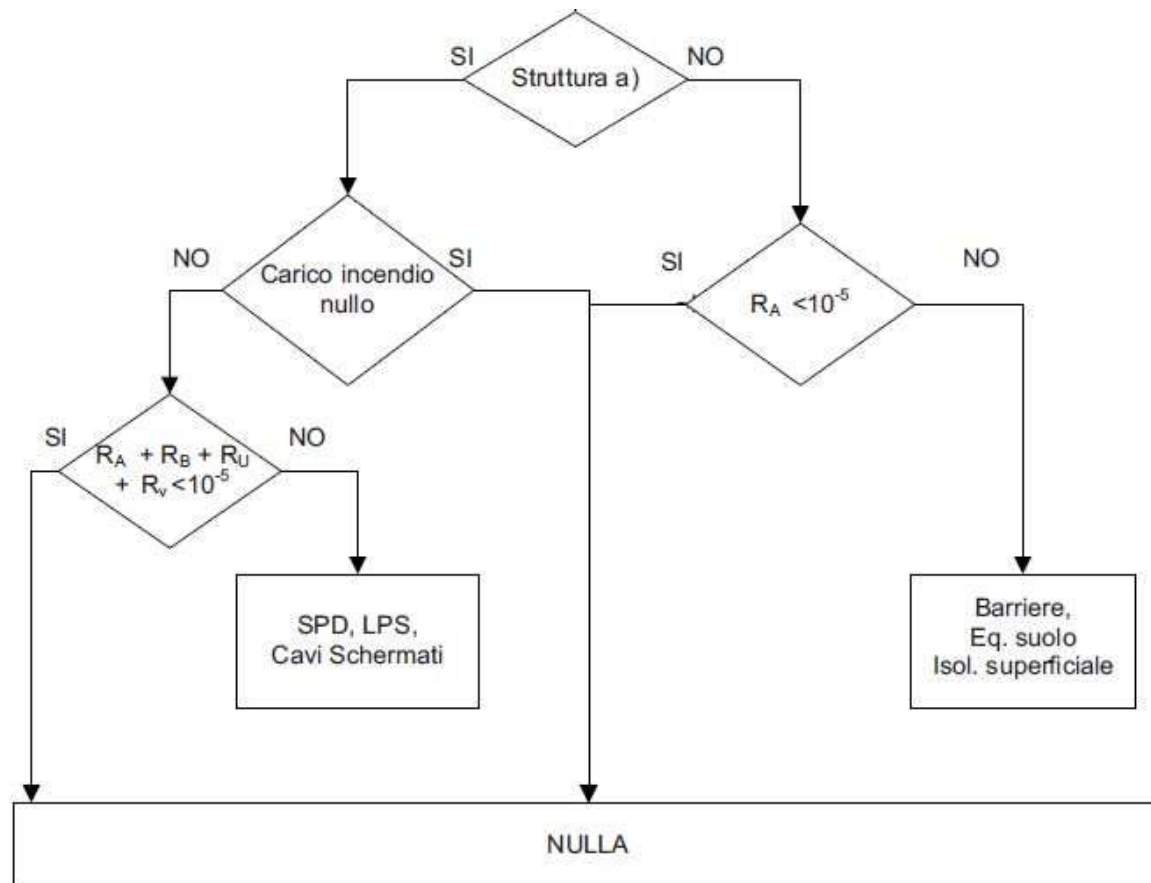 SI
NO
Struttura a)
NO
Carico incendio
nullo
SI
SI
R_A <10^-5
NO
SI
R_A + R_B + R_U
+ R_v <10^-5
NO
SPD, LPS,
Cavi Schermati
Barriere,
Eq. suolo
Isol. superficiale
NULLA